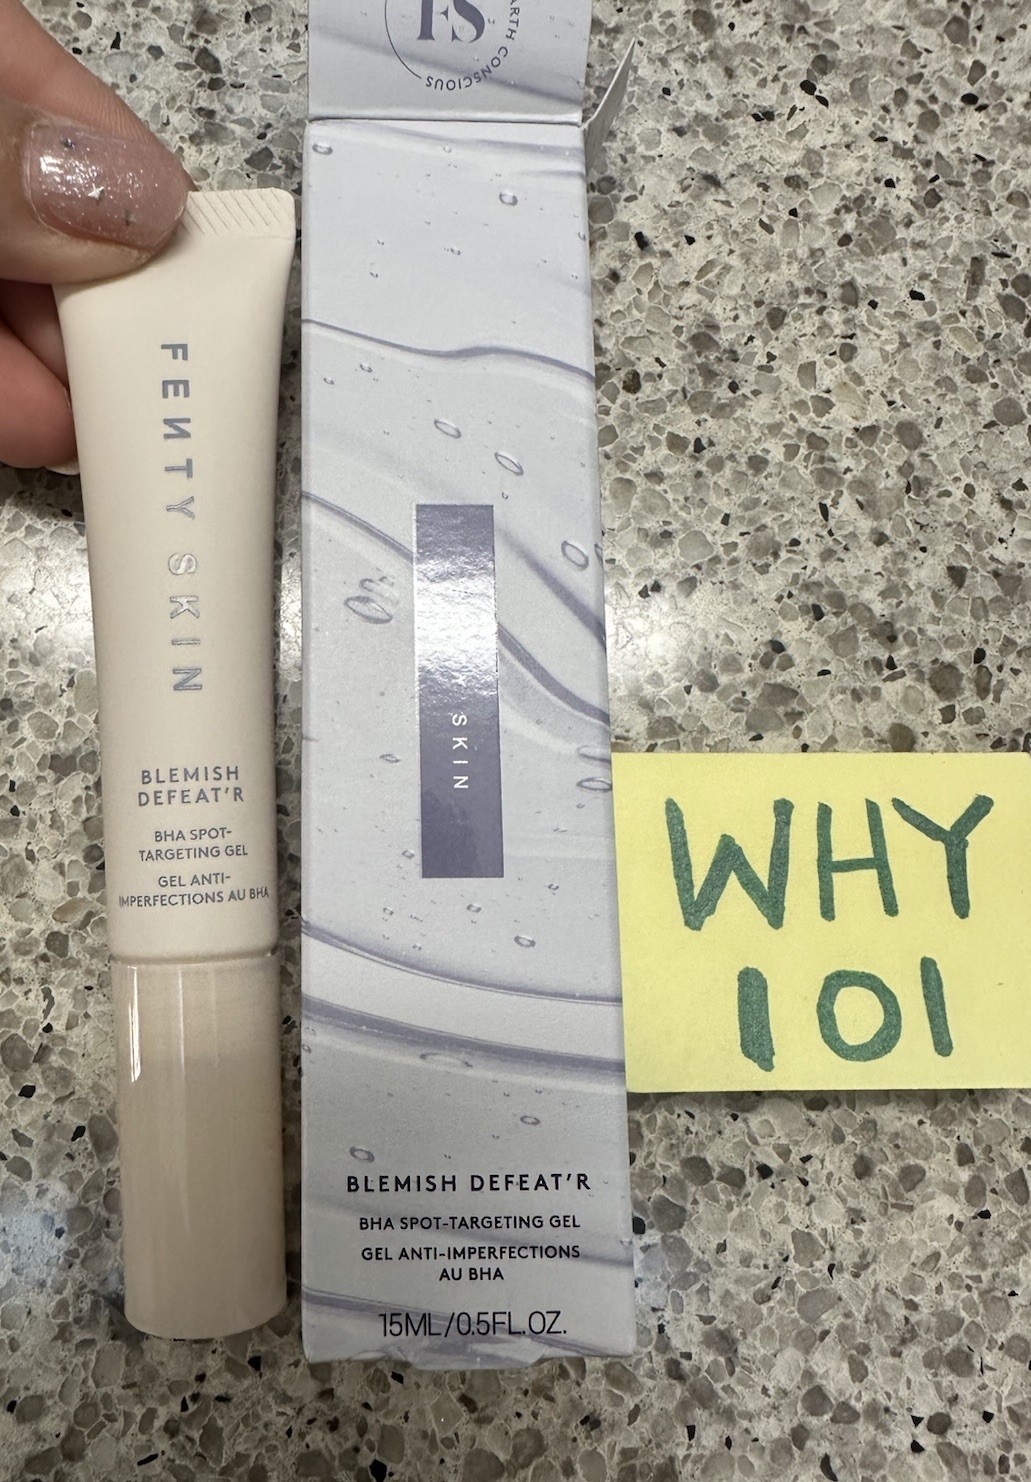 FENTY SKIN
BLEMISH
DEFEAT'R
BHA SPOT-
TARGETING GEL
GEL ANTI-
IMPERFECTIONS AU BHA
FS
EARTH CONSCIOUS
SKIN
BLEMISH DEFEAT'R
BHA SPOT-TARGETING GEL
GEL ANTI-IMPERFECTIONS
AU BHA
15ML/0.5FL.OZ.
WHY
101